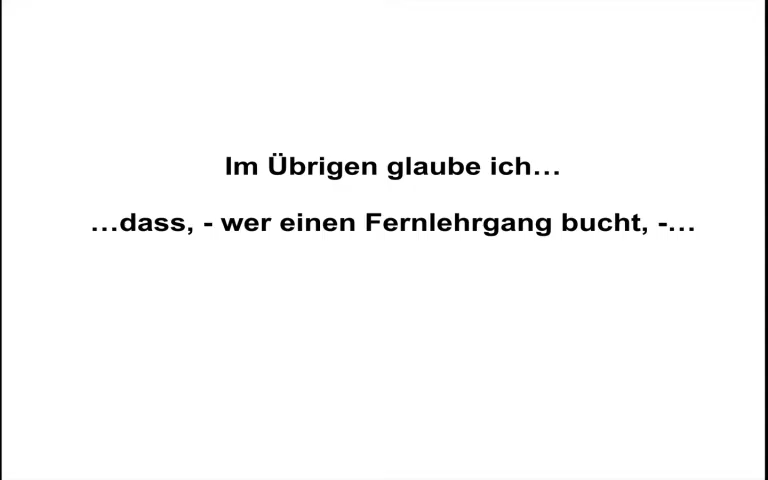 Im Übrigen glaube ich…
…dass, - wer einen Fernlehrgang bucht, -…